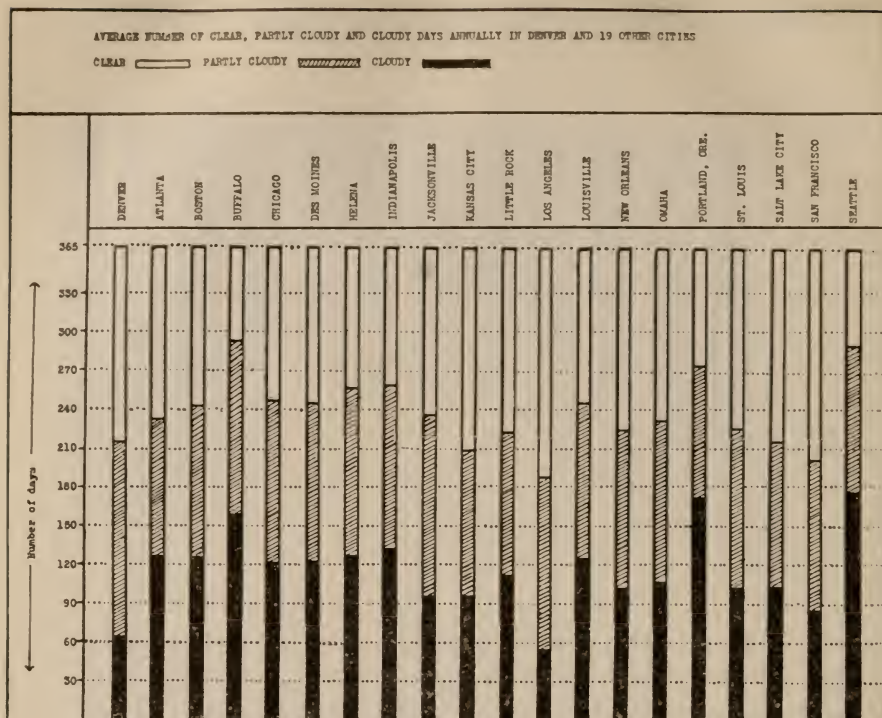 AVERAGE NUMBER OF CLEAR, PARTLY CLOUDY AND CLOUDY DAYS ANNUALLY IN DENVER AND 19 OTHER CITIES
CLEAR PARTLY CLOUDY CLOUDY
DENVER
ATLANTA
BOSTON
BUFFALO
CHICAGO
DES MOINES
HELENA
INDIANAPOLIS
JACKSONVILLE
KANSAS CITY
LITTLE ROCK
LOS ANGELES
LOUISVILLE
NEW ORLEANS
OMAHA
PORTLAND, ORE.
ST. LOUIS
SALT LAKE CITY
SAN FRANCISCO
SEATTLE
365
330
300
270
240
210
180
150
120
90
60
30
Number of days